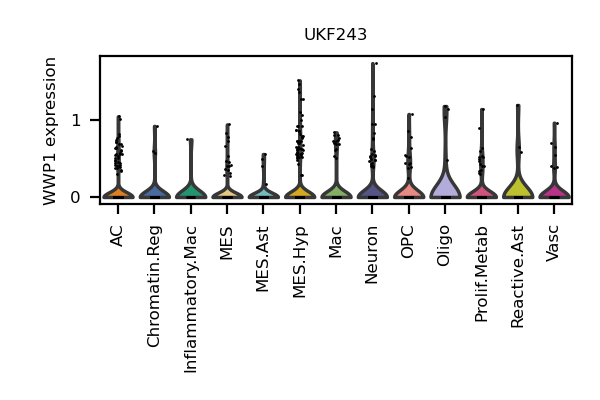 UKF243
WWP1 expression
1
0
AC
Chromatin.Reg
Inflammatory.Mac
MES
MES.Ast
MES.Hyp
Mac
Neuron
OPC
Oligo
Prolif.Metab
Reactive.Ast
Vasc